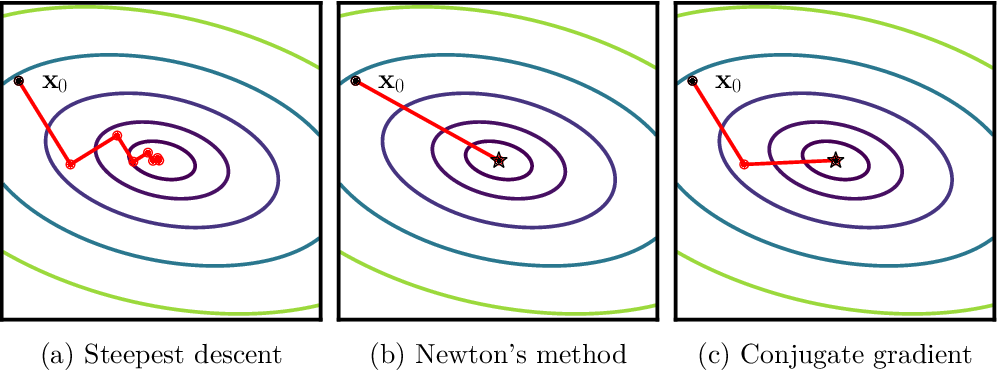 x₀ x₀ x₀
(a) Steepest descent (b) Newton's method (c) Conjugate gradient